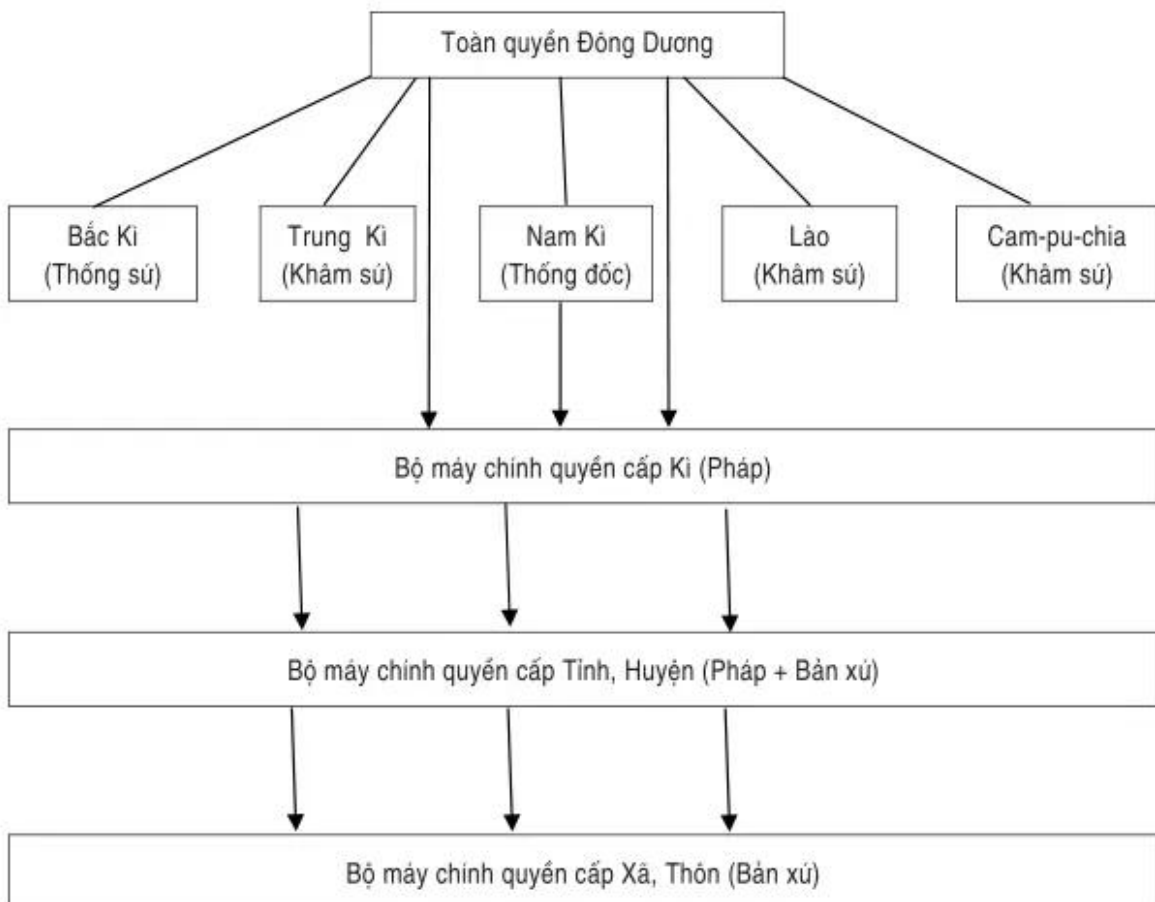 Toàn quyền Đông Dương
Bắc Kì
(Thống sứ)
Trung Kì
(Khâm sứ)
Nam Kì
(Thống đốc)
Lào
(Khâm sứ)
Cam-pu-chia
(Khâm sứ)
Bộ máy chính quyền cấp Kì (Pháp)
Bộ máy chính quyền cấp Tỉnh, Huyện (Pháp + Bản xứ)
Bộ máy chính quyền cấp Xã, Thôn (Bản xứ)